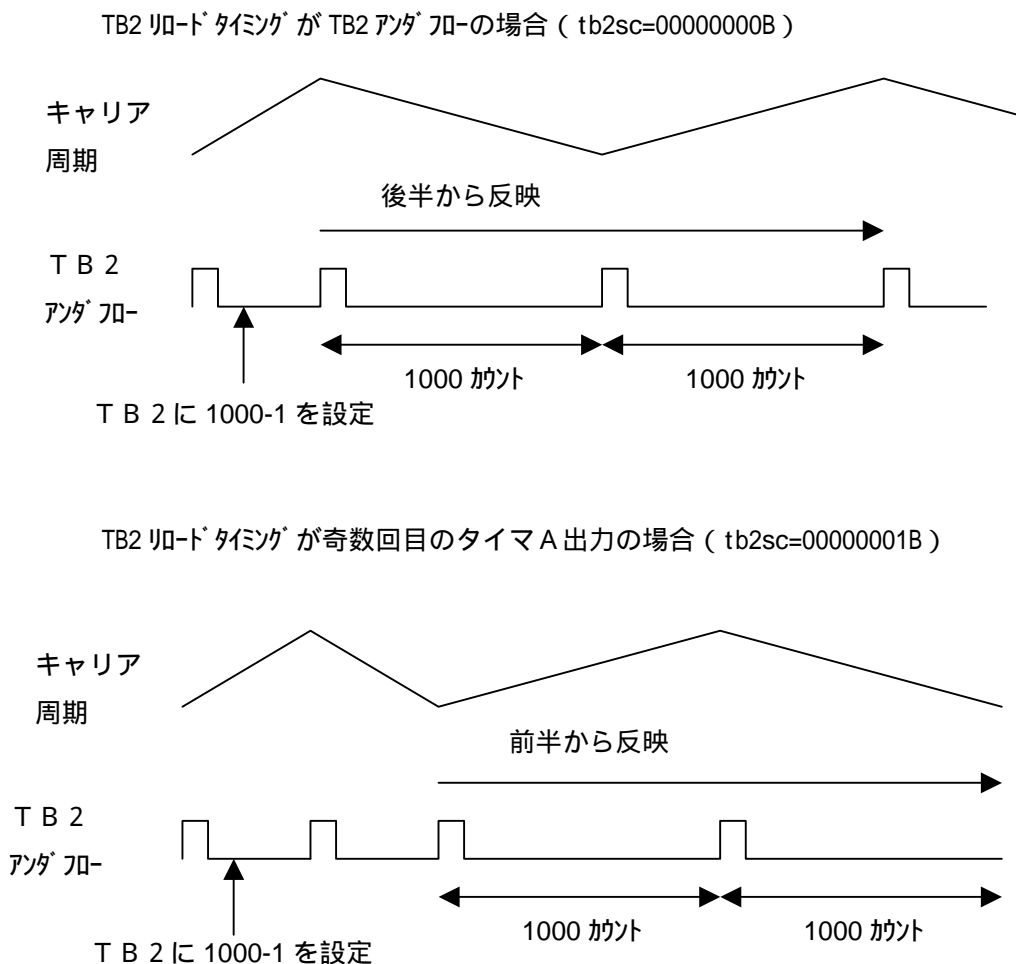 TB2 ﾘﾛｰﾄﾞﾀｲﾐﾝｸﾞが TB2 ｱﾝﾀﾞﾌﾛｰの場合（tb2sc=00000000B）
キャリア
周期
後半から反映
ＴＢ２
ｱﾝﾀﾞﾌﾛｰ
1000 ｶｳﾝﾄ
1000 ｶｳﾝﾄ
ＴＢ２に 1000-1 を設定
TB2 ﾘﾛｰﾄﾞﾀｲﾐﾝｸﾞが奇数回目のタイマＡ出力の場合（tb2sc=00000001B）
キャリア
周期
前半から反映
ＴＢ２
ｱﾝﾀﾞﾌﾛｰ
1000 ｶｳﾝﾄ
1000 ｶｳﾝﾄ
ＴＢ２に 1000-1 を設定